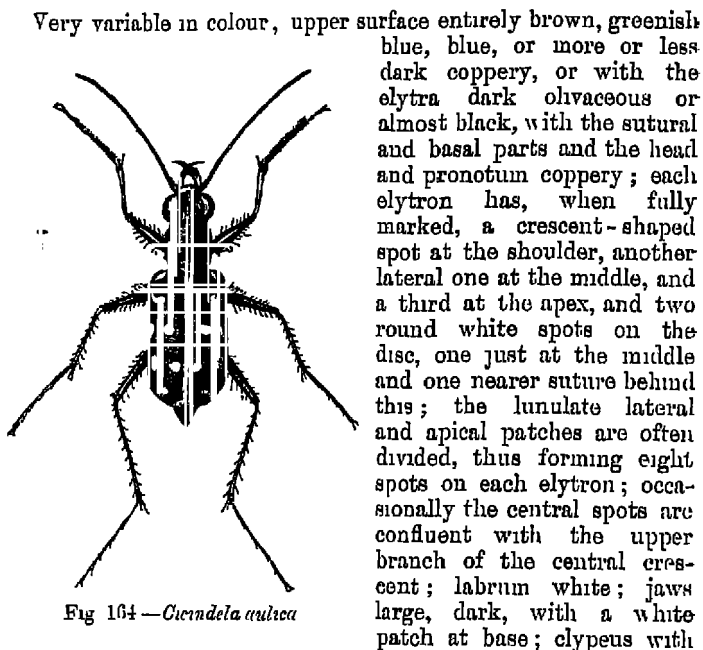 Very variable in colour, upper surface entirely brown, greenish
blue, blue, or more or less
dark coppery, or with the
elytra dark olivaceous or
almost black, with the sutural
and basal parts and the head
and pronotum coppery; each
elytron has, when fully
marked, a crescent-shaped
spot at the shoulder, another
lateral one at the middle, and
a third at the apex, and two
round white spots on the
disc, one just at the middle
and one nearer suture behind
this; the lunulate lateral
and apical patches are often
divided, thus forming eight
spots on each elytron; occa-
sionally the central spots are
confluent with the upper
branch of the central cres-
cent; labrum white; jaws
large, dark, with a white
patch at base; clypeus with
Fig 164—Cicindela aulica